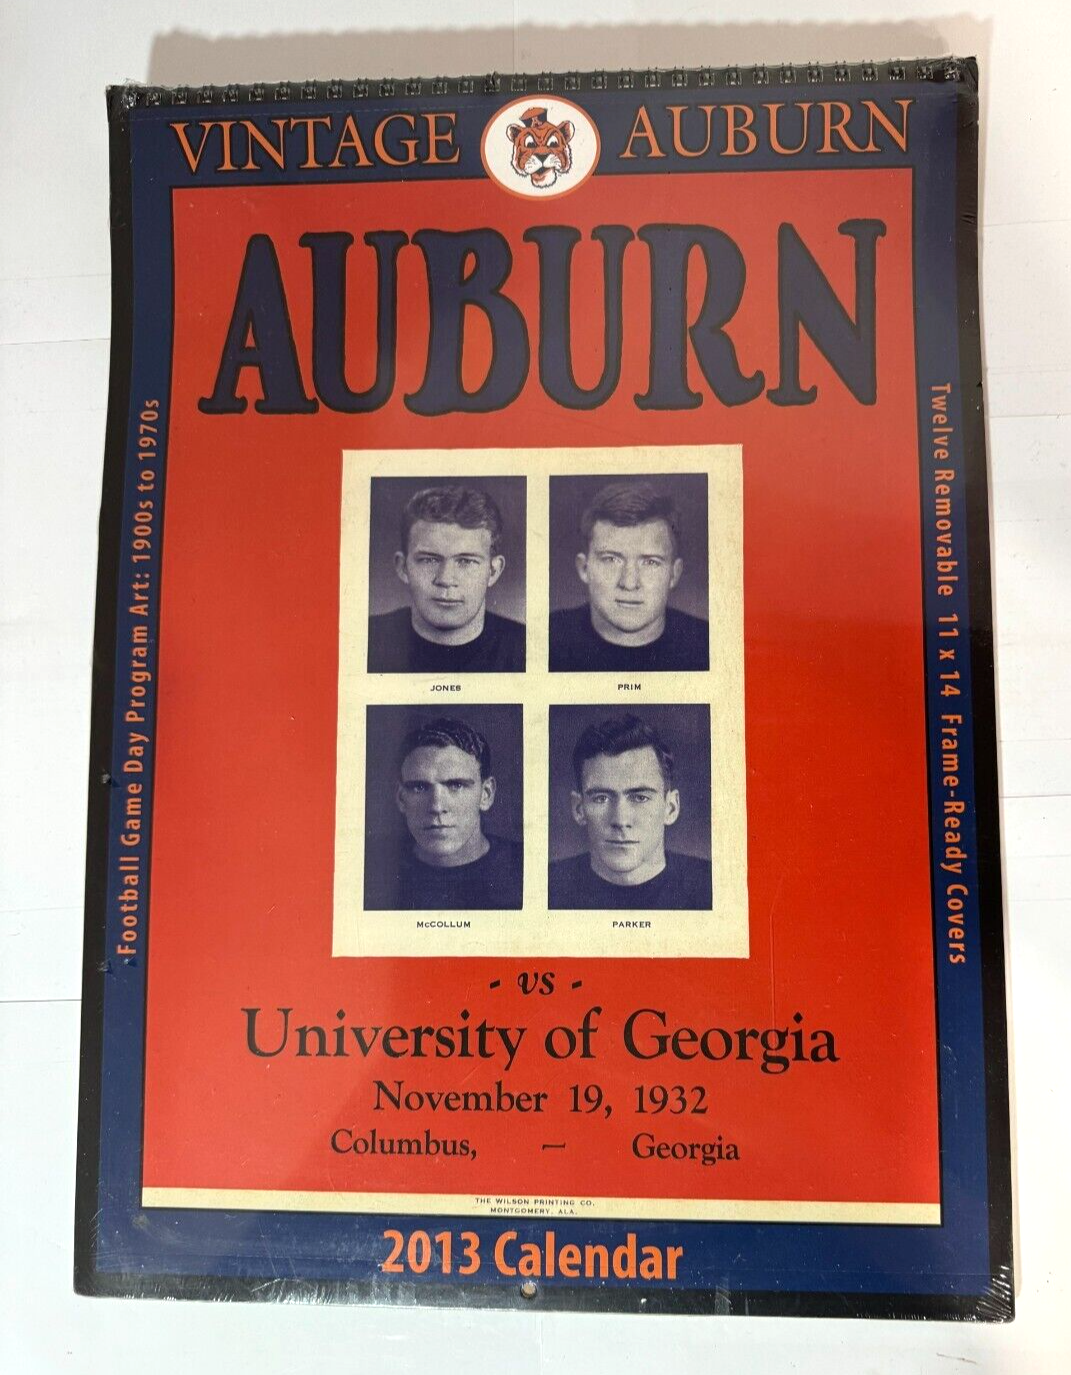 VINTAGE AUBURN
AUBURN
Football Game Day Program Art: 1900s to 1970s
Twelve Removable 11 x 14 Frame-Ready Covers
JONES
PRIM
McCOLLUM
PARKER
- vs -
University of Georgia
November 19, 1932
Columbus, — Georgia
THE WILSON PRINTING CO.
MONTGOMERY, ALA.
2013 Calendar